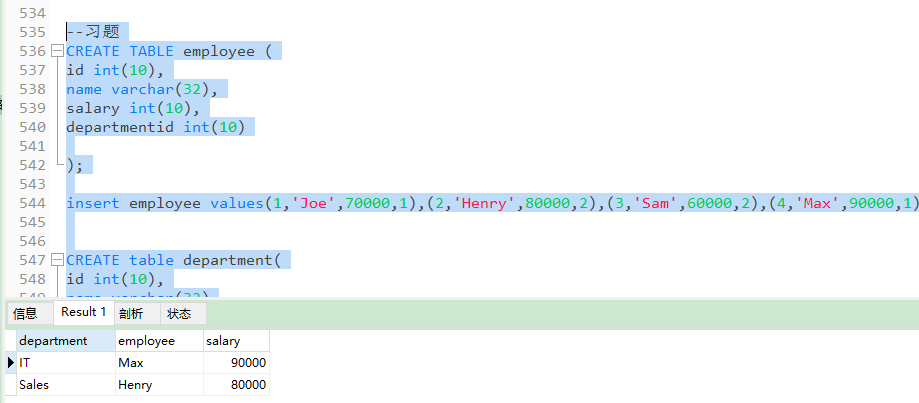 534
535 --习题
536 CREATE TABLE employee (
537 id int(10),
538 name varchar(32),
539 salary int(10),
540 departmentid int(10)
541
542 );
543
544 insert employee values(1,'Joe',70000,1),(2,'Henry',80000,2),(3,'Sam',60000,2),(4,'Max',90000,1)
545
546
547 CREATE table department(
548 id int(10),
549 name varchar(32)
信息 Result 1 剖析 状态
department employee salary
IT Max 90000
Sales Henry 80000